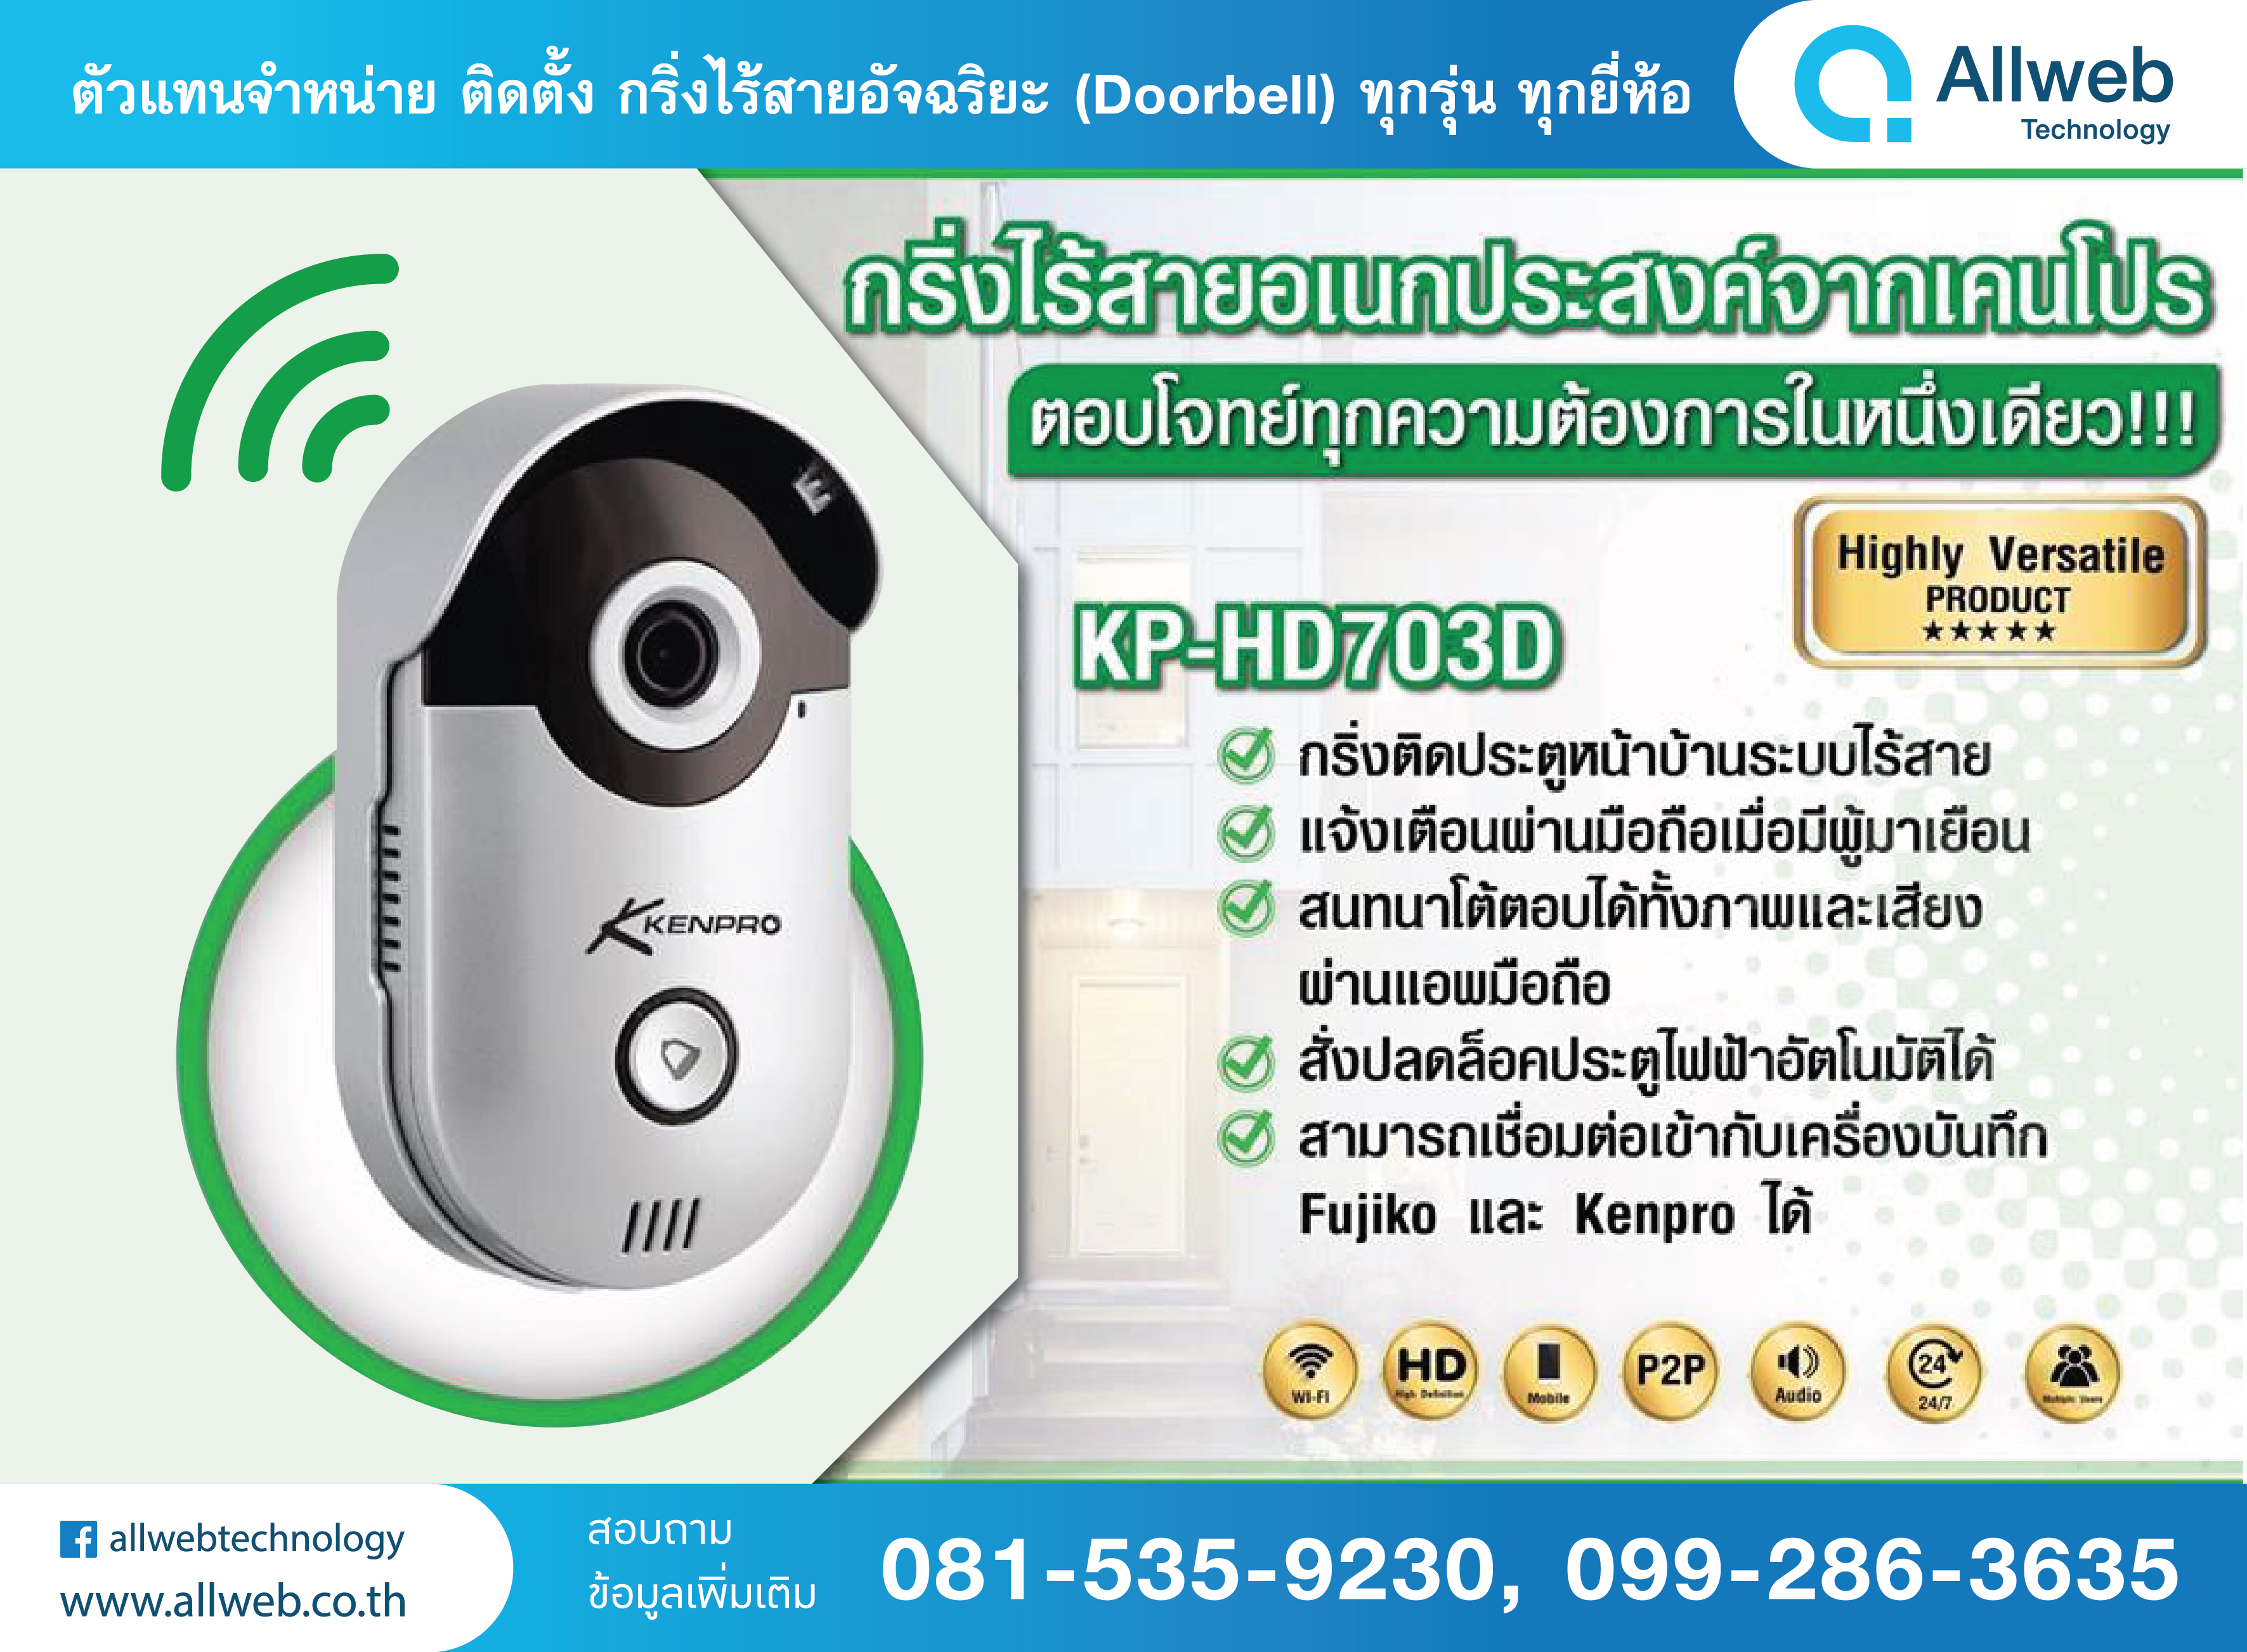 ตัวแทนจำหน่าย ติดตั้ง กริ่งไร้สายอัจฉริยะ (Doorbell) ทุกรุ่น ทุกยี่ห้อ
Allweb
Technology
กริ่งไร้สายอเนกประสงค์จากเคนโปร
ตอบโจทย์ทุกความต้องการในหนึ่งเดียว!!!
Highly Versatile
PRODUCT
★★★★★
KP-HD703D
กริ่งติดประตูหน้าบ้านระบบไร้สาย
แจ้งเตือนผ่านมือถือเมื่อมีผู้มาเยือน
สนทนาโต้ตอบได้ทั้งภาพและเสียง
ผ่านแอพมือถือ
สั่งปลดล็อคประตูไฟฟ้าอัตโนมัติได้
สามารถเชื่อมต่อเข้ากับเครื่องบันทึก
Fujiko และ Kenpro ได้
KENPRO
WI-FI
HD
High Definition
Mobile
P2P
Audio
24
24/7
Multiple Users
allwebtechnology
www.allweb.co.th
สอบถาม
ข้อมูลเพิ่มเติม
081-535-9230, 099-286-3635